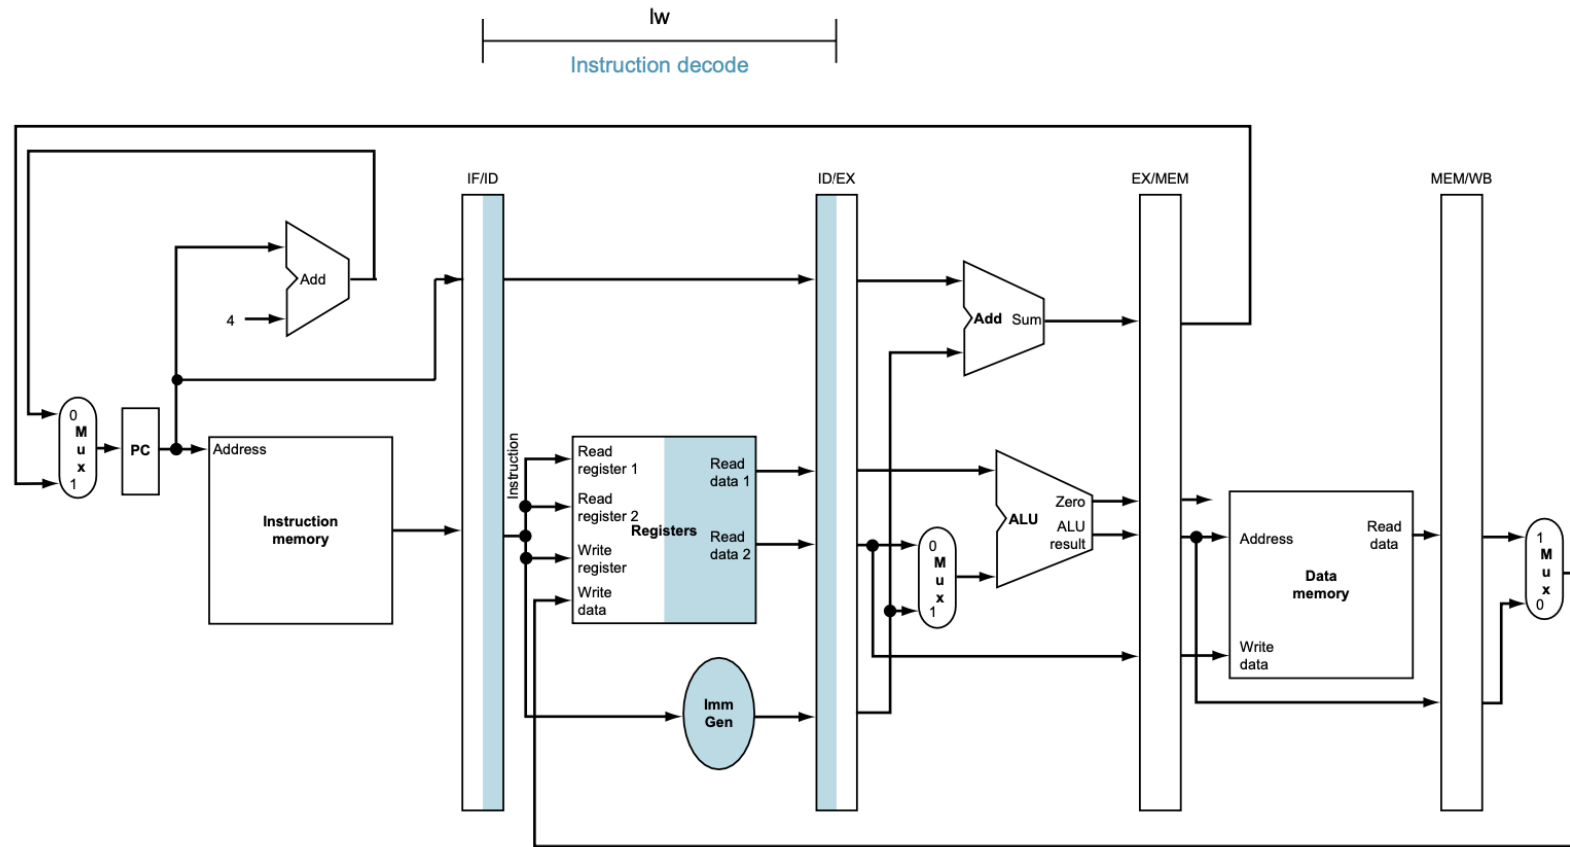 lw
Instruction decode
IF/ID
ID/EX
EX/MEM
MEM/WB
Add
4
Add Sum
0
M
u
x
1
PC
Address
Instruction
memory
Instruction
Read
register 1
Read
register 2
Write
register
Write
data
Registers
Read
data 1
Read
data 2
Imm
Gen
0
M
u
x
1
Zero
ALU
ALU
result
Address
Read
data
Data
memory
Write
data
1
M
u
x
0